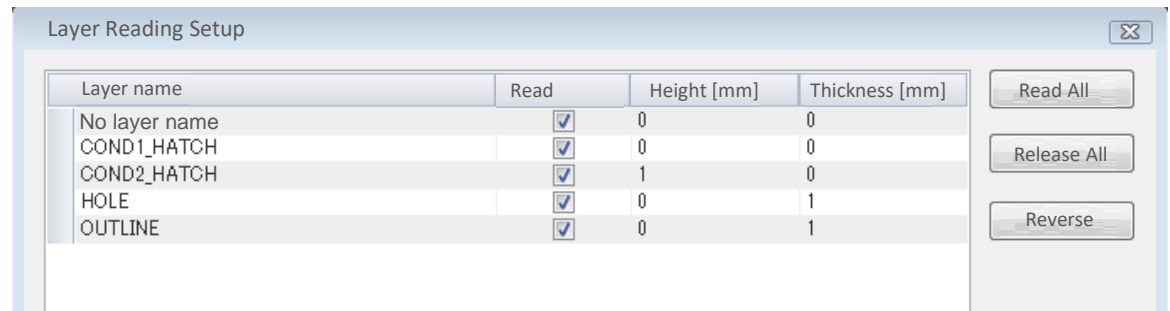 Layer Reading Setup
Layer name Read Height [mm] Thickness [mm] Read All
No layer name 0 0
COND1_HATCH 0 0 Release All
COND2_HATCH 1 0
HOLE 0 1 Reverse
OUTLINE 0 1